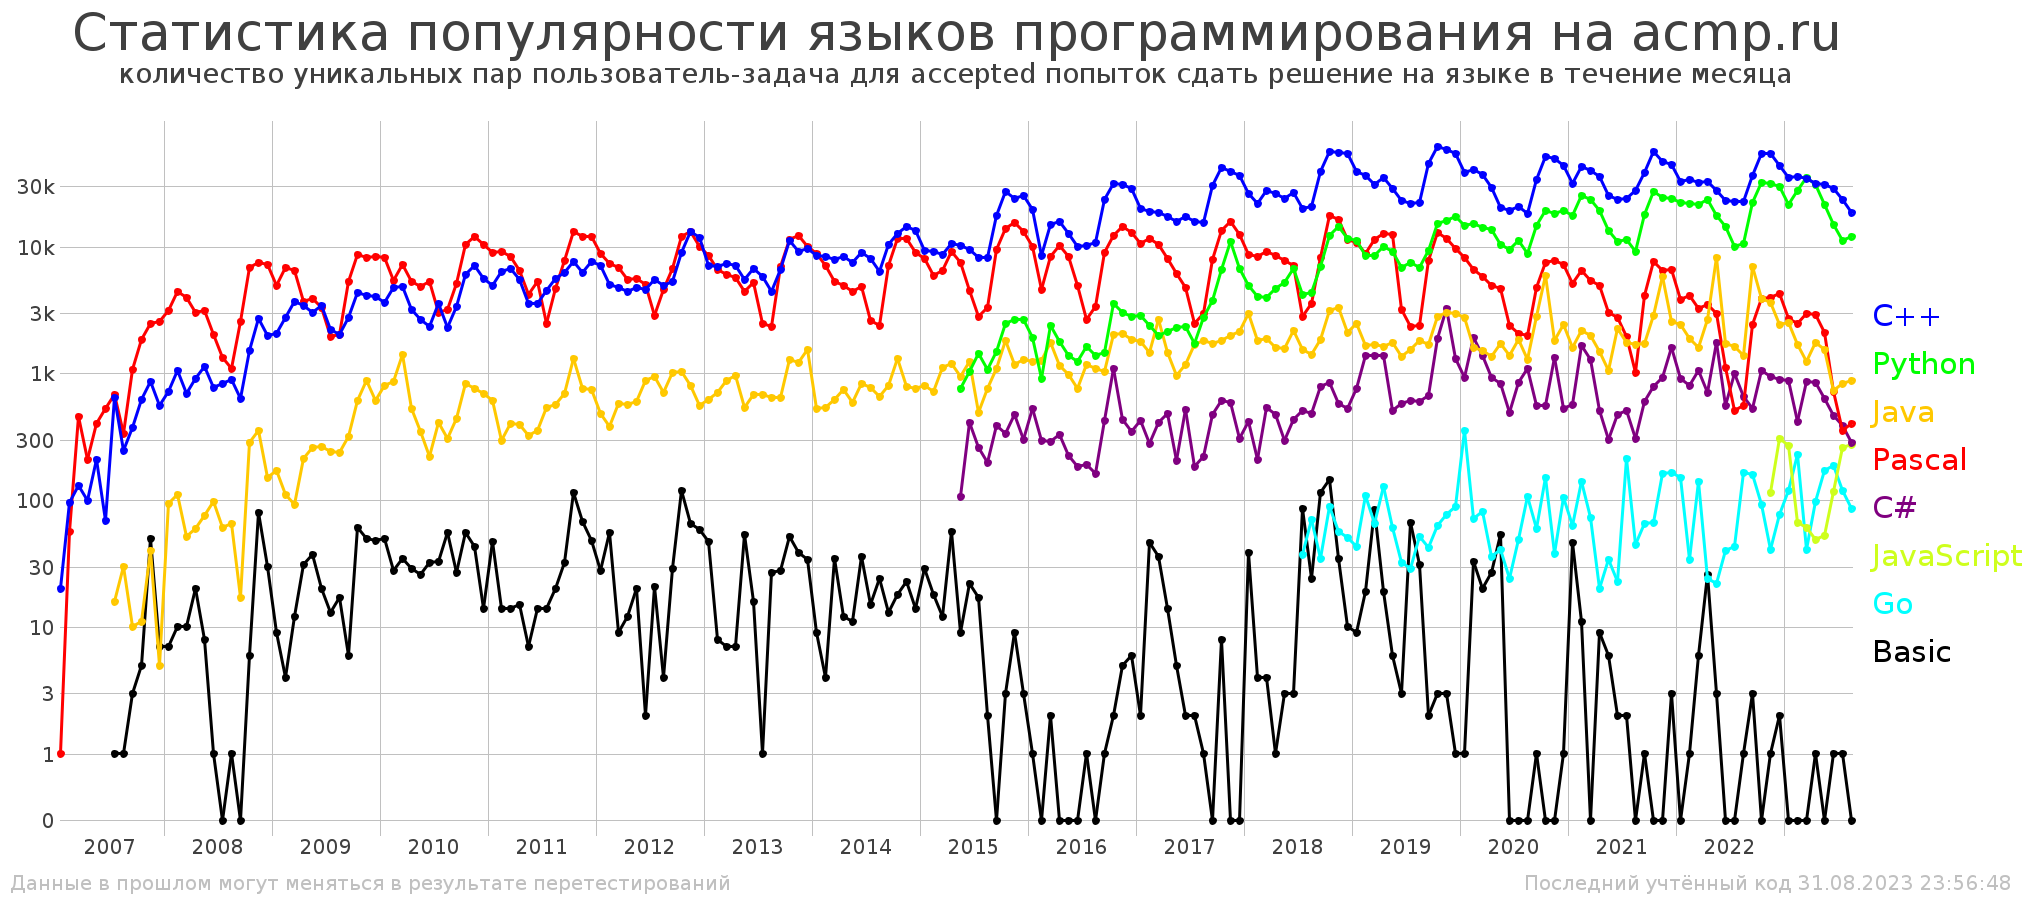 Статистика популярности языков программирования на acmp.ru
количество уникальных пар пользователь-задача для accepted попыток сдать решение на языке в течение месяца
30k
10k
3k
1k
300
100
30
10
3
1
0
C++
Python
Java
Pascal
C#
JavaScript
Go
Basic
2007 2008 2009 2010 2011 2012 2013 2014 2015 2016 2017 2018 2019 2020 2021 2022
Данные в прошлом могут меняться в результате перетестирований
Последний учтённый код 31.08.2023 23:56:48